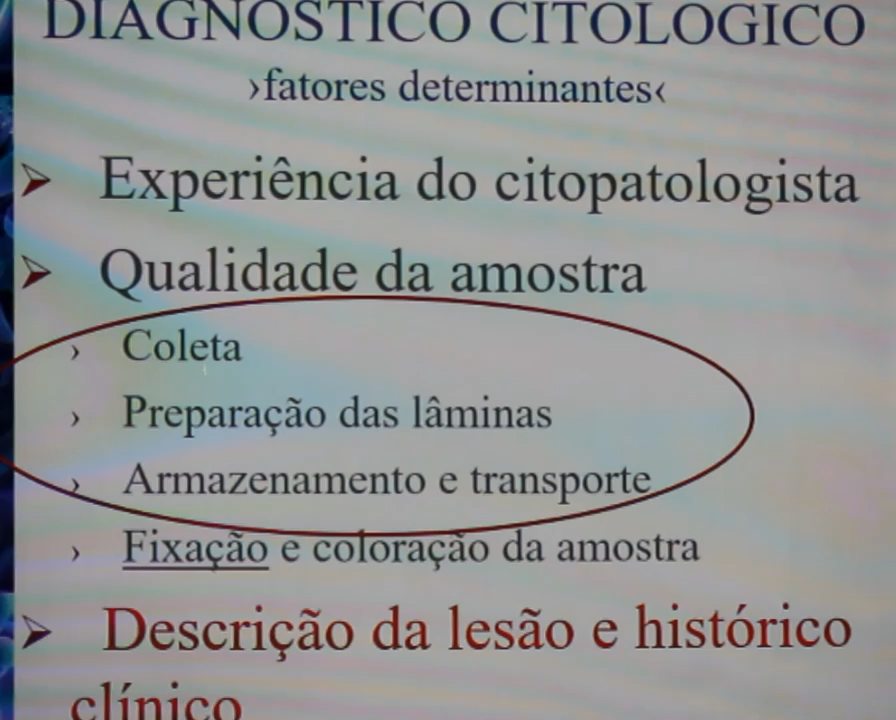 DIAGNÓSTICO CITOLÓGICO
›fatores determinantes‹
➤ Experiência do citopatologista
➤ Qualidade da amostra
› Coleta
› Preparação das lâminas
› Armazenamento e transporte
› Fixação e coloração da amostra
➤ Descrição da lesão e histórico
clínico